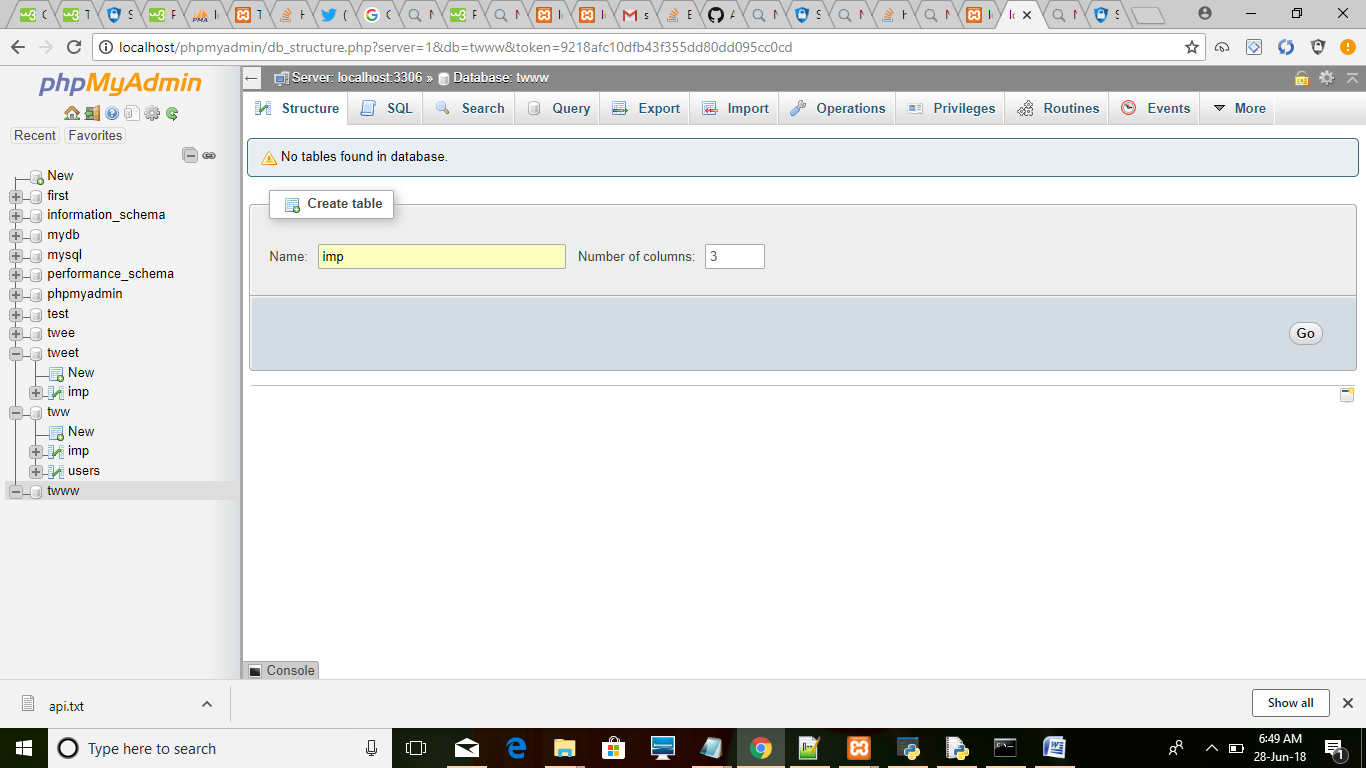 localhost/phpmyadmin/db_structure.php?server=1&db=twww&token=9218afc10dfb43f355dd80dd095cc0cd
phpMyAdmin
Recent Favorites
New
first
information_schema
mydb
mysql
performance_schema
phpmyadmin
test
twee
tweet
New
imp
tww
New
imp
users
twww
Server: localhost:3306 » Database: twww
Structure SQL Search Query Export Import Operations Privileges Routines Events More
No tables found in database.
Create table
Name: imp Number of columns: 3
Go
Console
api.txt Show all
Type here to search
6:49 AM
28-Jun-18
1